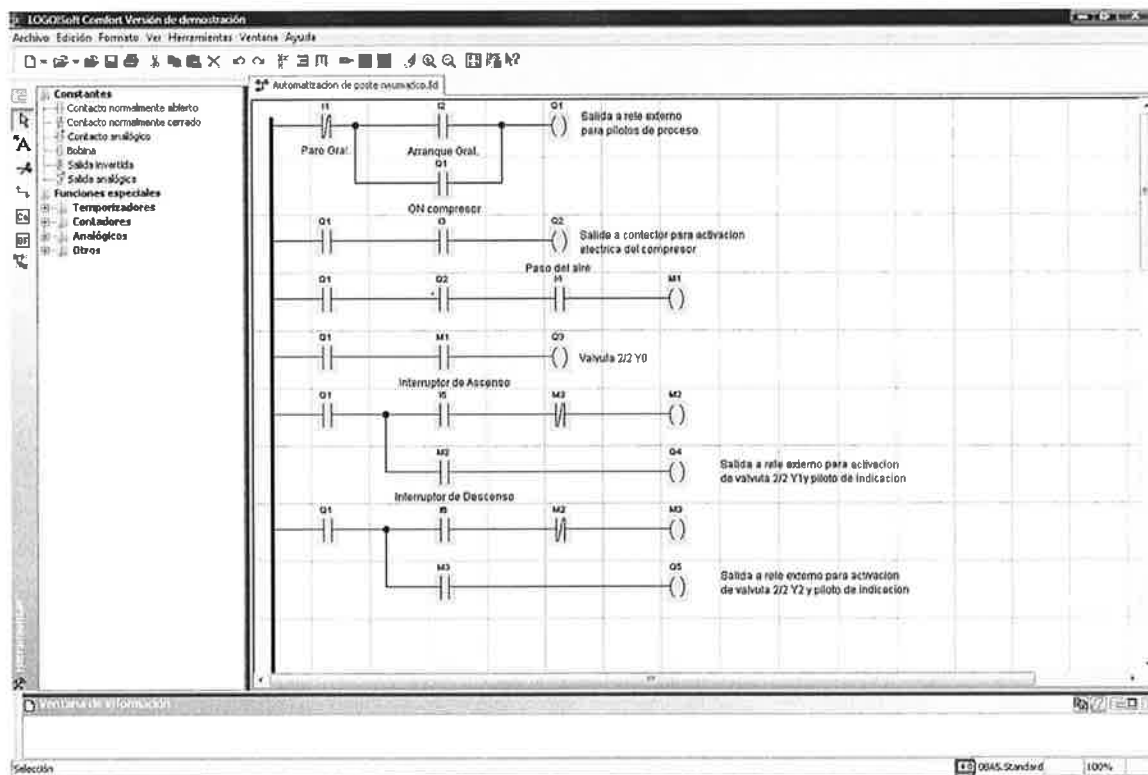 LOGO!Soft Comfort Versión de demostración
Archivo Edición Formato Ver Herramientas Ventana Ayuda
Automatizacion de poste neumatico.lld
Constantes
Contacto normalmente abierto
Contacto normalmente cerrado
Contacto analógico
Bobina
Salida invertida
Salida analógica
Funciones especiales
Temporizadores
Contadores
Analógicos
Otros
I1 I2 Q1
Salida a rele externo
para pilotos de proceso
Paro Gral. Arranque Gral.
Q1
ON compresor
Q1 I3 Q2
Salida a contactor para activacion
electrica del compresor
Paso del aire
Q1 Q2 I4 M1
Q1 M1 Q3
Valvula 2/2 Y0
Interruptor de Ascenso
Q1 I5 M3 M2
M2 Q4
Salida a rele externo para activacion
de valvula 2/2 Y1 y piloto de indicacion
Interruptor de Descenso
Q1 I6 M2 M3
M3 Q5
Salida a rele externo para activacion
de valvula 2/2 Y2 y piloto de indicacion
Ventana de información
Selección
0BA5.Standard 100%